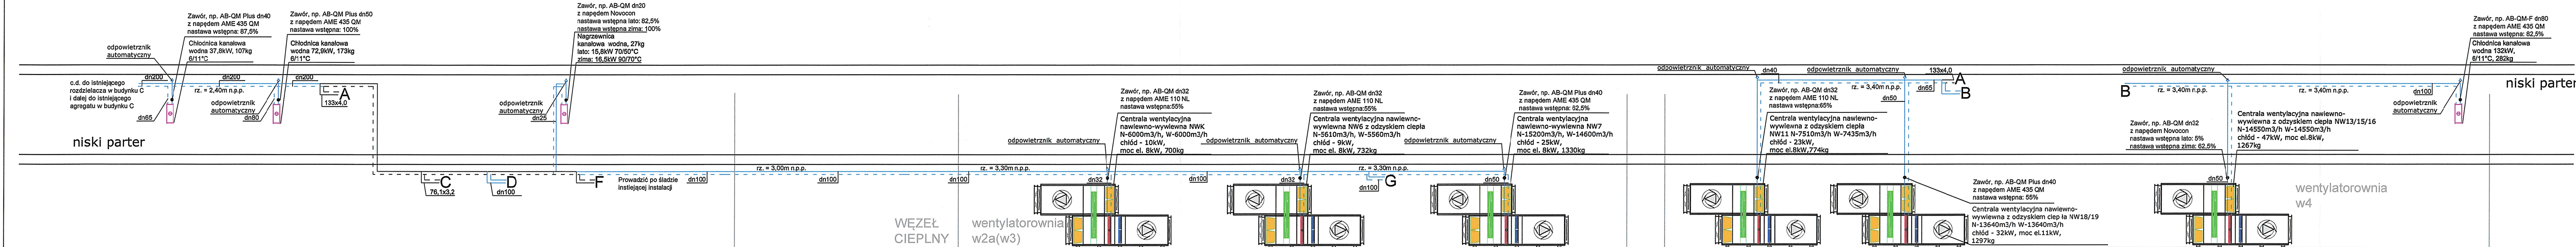 Zawór, np. AB-QM Plus dn40
z napędem AME 435 QM
nastawa wstępna: 87,5%
Chłodnica kanałowa
wodna 37,8kW, 107kg
6/11°C
odpowietrznik
automatyczny
Zawór, np. AB-QM Plus dn50
z napędem AME 435 QM
nastawa wstępna: 100%
Chłodnica kanałowa
wodna 72,9kW, 173kg
6/11°C
c.d. do istniejącego
rozdzielacza w budynku C
i dalej do istniejącego
agregatu w budynku C
dn200
dn200
dn200
rz. = 2,40m n.p.p.
dn65
odpowietrznik
automatyczny
dn80
A
133x4,0
niski parter
Zawór, np. AB-QM dn20
z napędem Novocon
nastawa wstępna lato: 82,5%
nastawa wstępna zima: 100%
Nagrzewnica
kanałowa wodna, 27kg
lato: 15,8kW 70/50°C
zima: 16,5kW 90/70°C
odpowietrznik
automatyczny
dn25
C
76,1x3,2
D
dn100
F
Prowadzić po śladzie
instiejącej instalacji
dn100
rz. = 3,00m n.p.p.
dn100
dn100
rz. = 3,30m n.p.p.
WĘZEŁ
CIEPLNY
wentylatorownia
w2a(w3)
Zawór, np. AB-QM dn32
z napędem AME 110 NL
nastawa wstępna:55%
Centrala wentylacyjna
nawiewno-wywiewna NWK
N-6000m3/h, W-6000m3/h
chłód - 10kW,
moc el. 8kW, 700kg
odpowietrznik automatyczny
dn32
dn100
Zawór, np. AB-QM dn32
z napędem AME 110 NL
nastawa wstępna:55%
Centrala wentylacyjna
nawiewno-wywiewna
NW6 z odzyskiem ciepła
N-5610m3/h, W-5560m3/h
chłód - 9kW,
moc el. 8kW, 732kg
odpowietrznik automatyczny
dn32
rz. = 3,30m n.p.p.
G
dn100
Zawór, np. AB-QM Plus dn40
z napędem AME 435 QM
nastawa wstępna: 62,5%
Centrala wentylacyjna
nawiewno-wywiewna NW7
N-15200m3/h, W-14600m3/h
chłód - 25kW,
moc el. 8kW, 1330kg
odpowietrznik automatyczny
dn50
odpowietrznik automatyczny
dn40
odpowietrznik automatyczny
133x4,0
A
B
dn65
rz. = 3,40m n.p.p.
dn50
Zawór, np. AB-QM dn32
z napędem AME 110 NL
nastawa wstępna:65%
Centrala wentylacyjna nawiewno-
wywiewna z odzyskiem ciepła
NW11 N-7510m3/h W-7435m3/h
chłód - 23kW,
moc el.8kW,774kg
Zawór, np. AB-QM Plus dn40
z napędem AME 435 QM
nastawa wstępna: 55%
Centrala wentylacyjna nawiewno-
wywiewna z odzyskiem ciep ła NW18/19
N-13640m3/h W-13640m3/h
chłód - 32kW, moc el.11kW,
1297kg
odpowietrznik automatyczny
B
rz. = 3,40m n.p.p.
rz. = 3,40m n.p.p.
dn100
Zawór, np. AB-QM dn32
z napędem Novocon
nastawa wstępna lato: 5%
nastawa wstępna zime: 62,5%
dn50
Centrala wentylacyjna nawiewno-
wywiewna z odzyskiem ciepła NW13/15/16
N-14550m3/h W-14550m3/h
chłód - 47kW, moc el.8kW,
1267kg
wentylatorownia
w4
Zawór, np. AB-QM-F dn80
z napędem AME 435 QM
nastawa wstępna: 82,5%
Chłodnica kanałowa
wodna 132kW,
6/11°C, 282kg
odpowietrznik
automatyczny
niski parter